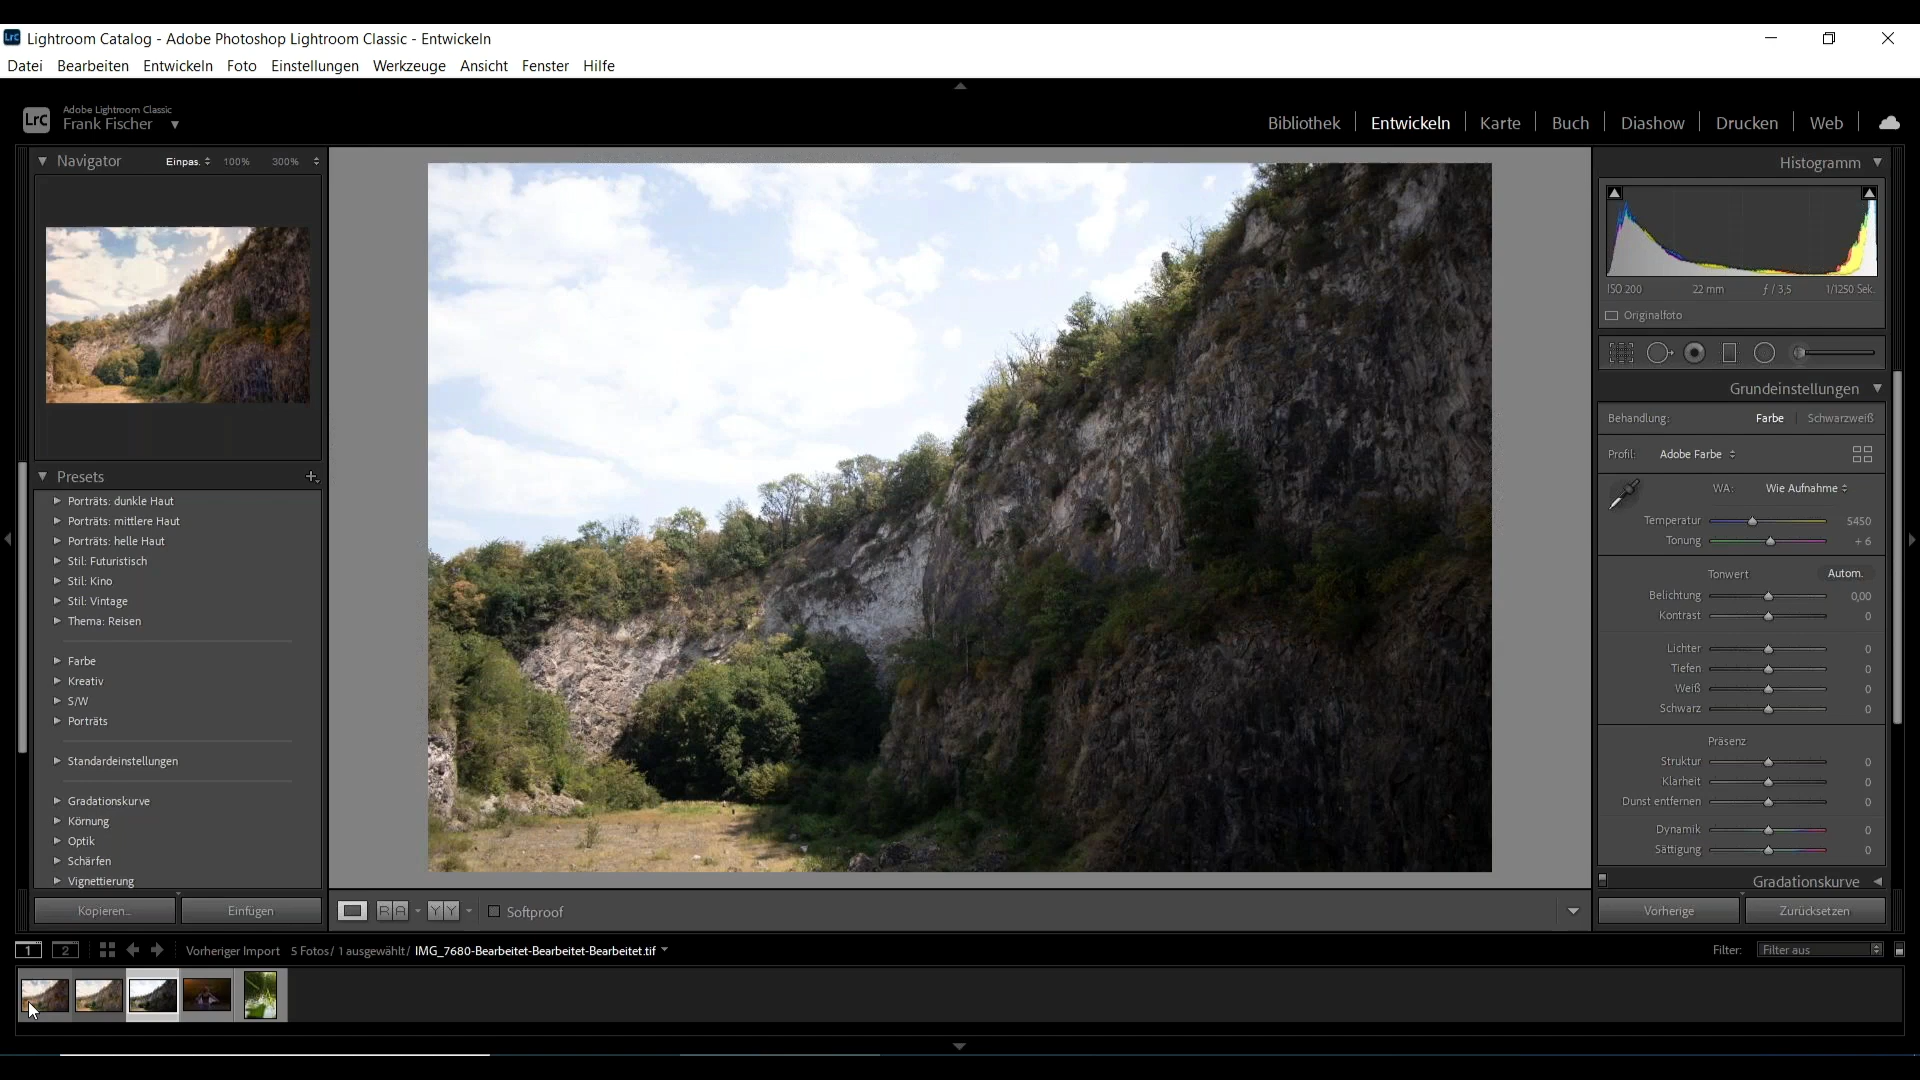 Lightroom Catalog - Adobe Photoshop Lightroom Classic - Entwickeln
Datei Bearbeiten Entwickeln Foto Einstellungen Werkzeuge Ansicht Fenster Hilfe
LrC
Adobe Lightroom Classic
Frank Fischer
Bibliothek Entwickeln Karte Buch Diashow Drucken Web
Navigator Einpas. 100% 300%
Presets
Porträts: dunkle Haut
Porträts: mittlere Haut
Porträts: helle Haut
Stil: Futuristisch
Stil: Kino
Stil: Vintage
Thema: Reisen
Farbe
Kreativ
S/W
Porträts
Standardeinstellungen
Gradationskurve
Körnung
Optik
Schärfen
Vignettierung
Kopieren... Einfügen
RA YY Softproof
Histogramm
ISO 200 22 mm ƒ / 3,5 1/1250 Sek.
Originalfoto
Grundeinstellungen
Behandlung: Farbe Schwarzweiß
Profil: Adobe Farbe
WA: Wie Aufnahme
Temperatur 5450
Tonung + 6
Tonwert Autom.
Belichtung 0,00
Kontrast 0
Lichter 0
Tiefen 0
Weiß 0
Schwarz 0
Präsenz
Struktur 0
Klarheit 0
Dunst entfernen 0
Dynamik 0
Sättigung 0
Gradationskurve
Vorherige Zurücksetzen
1 2 Vorheriger Import 5 Fotos/ 1 ausgewählt/ IMG_7680-Bearbeitet-Bearbeitet-Bearbeitet.tif Filter: Filter aus